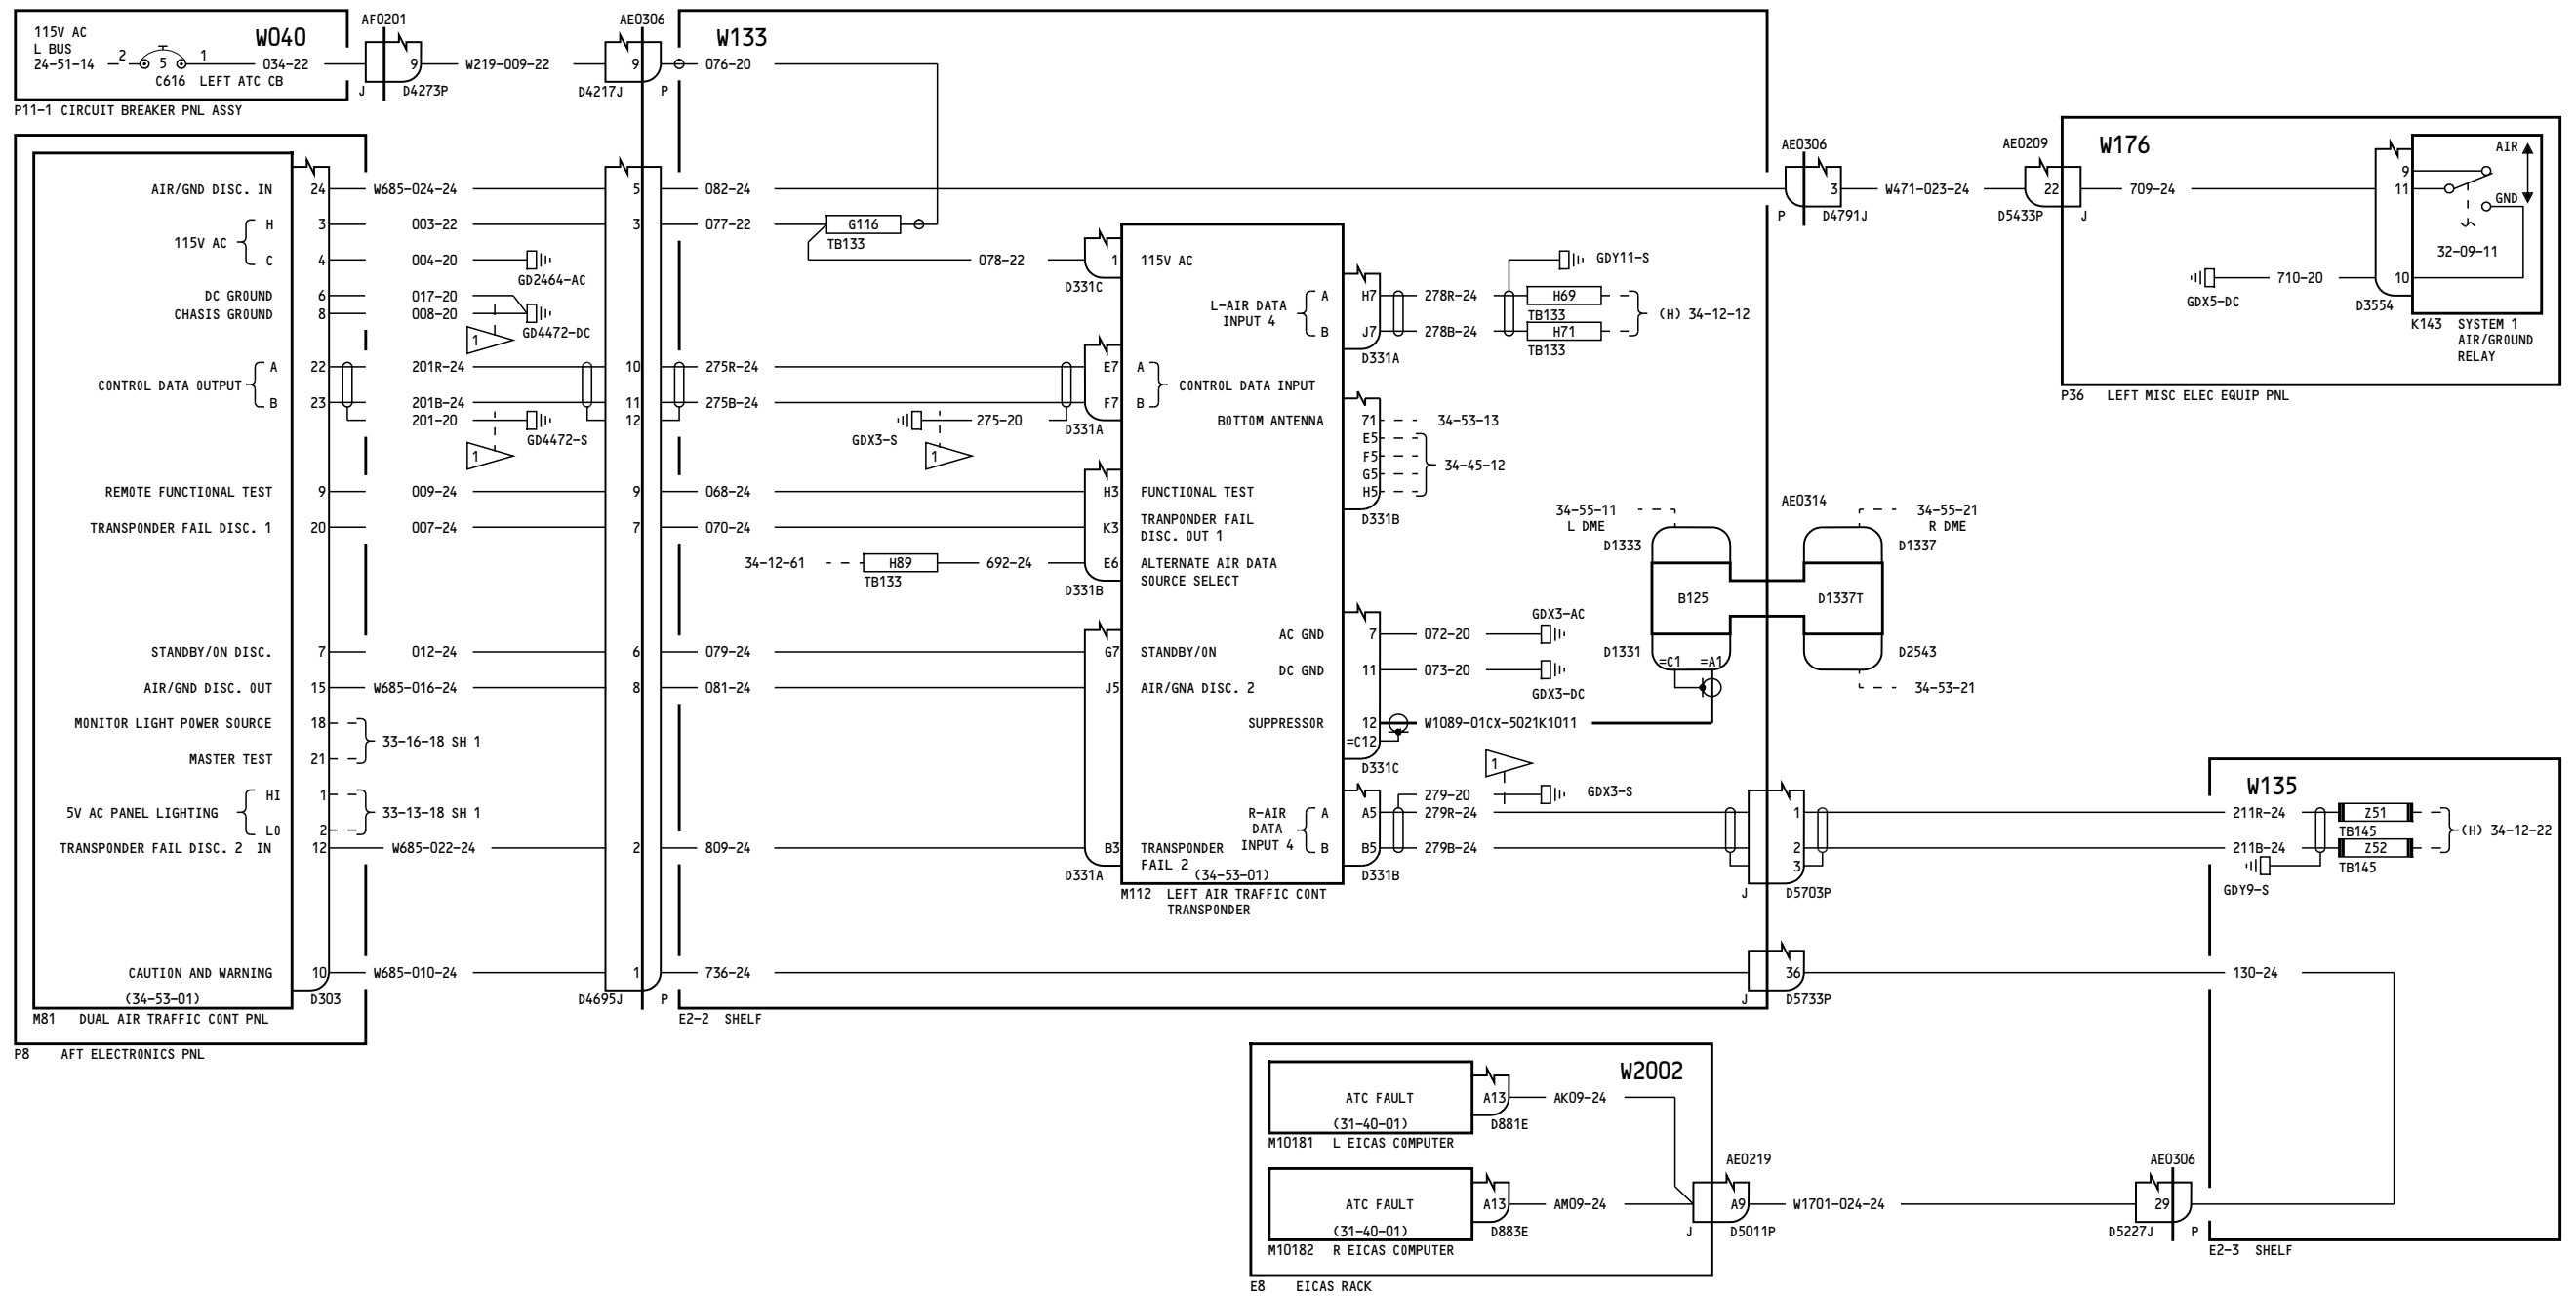 115V AC
L BUS
24-51-14
2
5
1
C616 LEFT ATC CB
W040
034-22
P11-1 CIRCUIT BREAKER PNL ASSY
AF0201
9
J
D4273P
W219-009-22
AE0306
9
D4217J
P
W133
076-20
AIR/GND DISC. IN
24
W685-024-24
5
082-24
115V AC
H
3
003-22
3
077-22
G116
TB133
C
4
004-20
GD2464-AC
078-22
1
D331C
115V AC
DC GROUND
6
017-20
CHASIS GROUND
8
008-20
GD4472-DC
1
CONTROL DATA OUTPUT
A
22
201R-24
10
275R-24
E7
A
B
23
201B-24
11
275B-24
F7
B
CONTROL DATA INPUT
201-20
GD4472-S
12
1
GDX3-S
275-20
D331A
1
REMOTE FUNCTIONAL TEST
9
009-24
9
068-24
H3
FUNCTIONAL TEST
TRANSPONDER FAIL DISC. 1
20
007-24
7
070-24
K3
TRANPONDER FAIL
DISC. OUT 1
34-12-61
H89
TB133
692-24
E6
D331B
ALTERNATE AIR DATA
SOURCE SELECT
STANDBY/ON DISC.
7
012-24
6
079-24
G7
STANDBY/ON
AIR/GND DISC. OUT
15
W685-016-24
8
081-24
J5
AIR/GNA DISC. 2
MONITOR LIGHT POWER SOURCE
18
33-16-18 SH 1
MASTER TEST
21
5V AC PANEL LIGHTING
HI
1
33-13-18 SH 1
LO
2
TRANSPONDER FAIL DISC. 2 IN
12
W685-022-24
2
809-24
B3
D331A
TRANSPONDER
FAIL 2
(34-53-01)
M112 LEFT AIR TRAFFIC CONT
TRANSPONDER
CAUTION AND WARNING
10
W685-010-24
1
736-24
(34-53-01)
D303
D4695J
P
M81 DUAL AIR TRAFFIC CONT PNL
P8 AFT ELECTRONICS PNL
E2-2 SHELF
L-AIR DATA
INPUT 4
A
B
H7
J7
D331A
278R-24
278B-24
GDY11-S
H69
TB133
H71
TB133
(H) 34-12-12
BOTTOM ANTENNA
71
34-53-13
E5
F5
G5
H5
34-45-12
D331B
AC GND
7
072-20
GDX3-AC
DC GND
11
073-20
GDX3-DC
SUPPRESSOR
12
=C12
D331C
W1089-01CX-5021K1011
1
R-AIR
DATA
INPUT 4
A
B
A5
B5
D331B
279-20
GDX3-S
279R-24
279B-24
34-55-11
L DME
D1333
B125
D1331
=C1
=A1
AE0314
34-55-21
R DME
D1337
D1337T
D2543
34-53-21
AE0306
3
P
D4791J
W471-023-24
AE0209
22
D5433P
J
W176
709-24
9
11
10
AIR
GND
32-09-11
GDX5-DC
710-20
D3554
K143 SYSTEM 1
AIR/GROUND
RELAY
P36 LEFT MISC ELEC EQUIP PNL
1
2
3
J
D5703P
W135
211R-24
211B-24
GDY9-S
Z51
TB145
Z52
TB145
(H) 34-12-22
36
J
D5733P
130-24
W2002
ATC FAULT
(31-40-01)
A13
D881E
AK09-24
M10181 L EICAS COMPUTER
ATC FAULT
(31-40-01)
A13
D883E
AM09-24
M10182 R EICAS COMPUTER
E8 EICAS RACK
AE0219
A9
J
D5011P
W1701-024-24
AE0306
29
D5227J
P
E2-3 SHELF